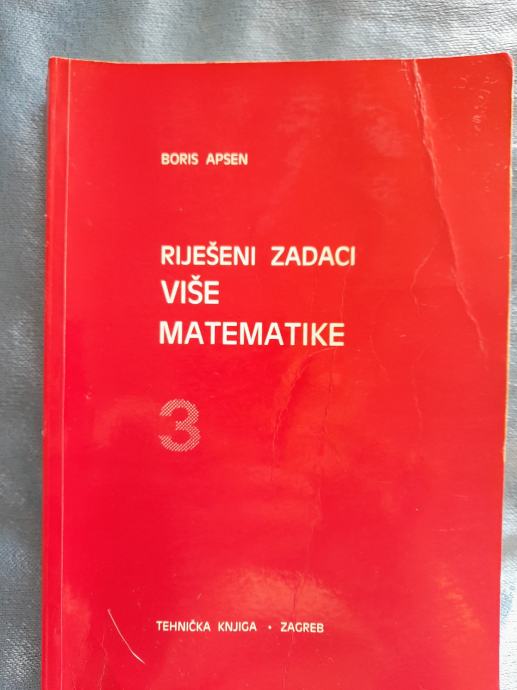 BORIS APSEN
RIJEŠENI ZADACI
VIŠE
MATEMATIKE
3
TEHNIČKA KNJIGA • ZAGREB